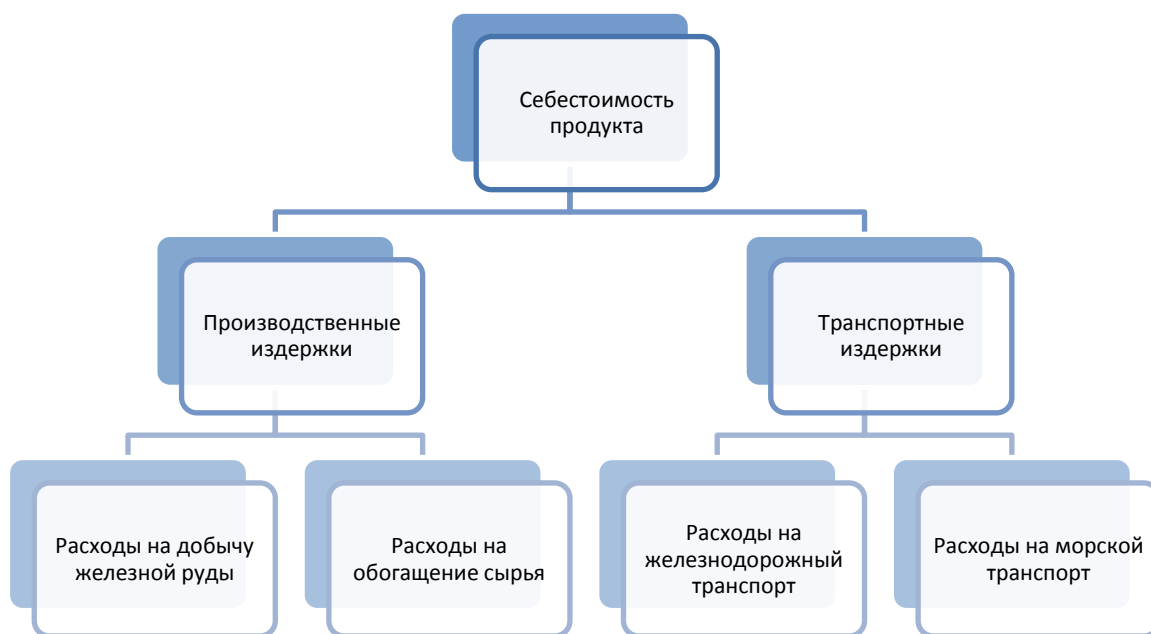 Себестоимость
продукта
Производственные
издержки
Транспортные
издержки
Расходы на добычу
железной руды
Расходы на
обогащение сырья
Расходы на
железнодорожный
транспорт
Расходы на морской
транспорт